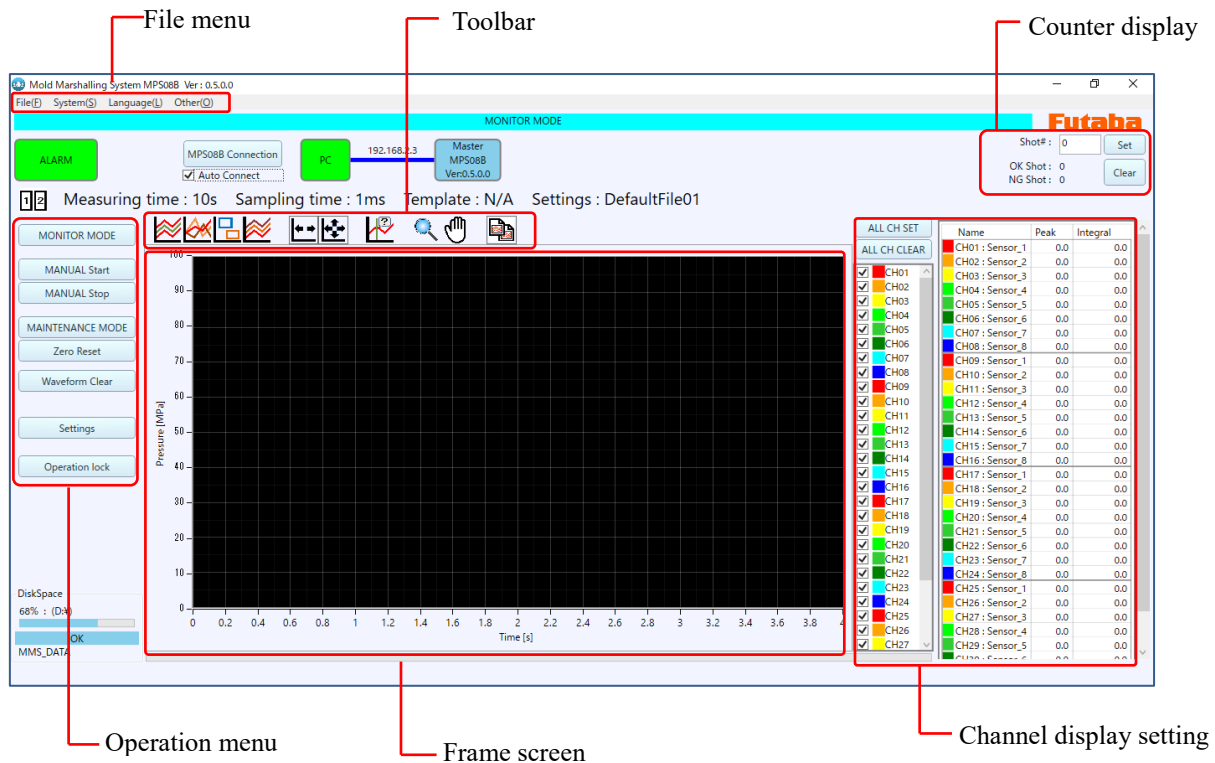 File menu
Toolbar
Counter display
Mold Marshalling System MPS08B Ver : 0.5.0.0
File(F) System(S) Language(L) Other(O)
MONITOR MODE
Futaba
ALARM
MPS08B Connection
Auto Connect
PC
192.168.2.3
Master
MPS08B
Ver:0.5.0.0
Shot# : 0 Set
OK Shot : 0
NG Shot : 0
Clear
1 2 Measuring time : 10s Sampling time : 1ms Template : N/A Settings : DefaultFile01
MONITOR MODE
MANUAL Start
MANUAL Stop
MAINTENANCE MODE
Zero Reset
Waveform Clear
Settings
Operation lock
DiskSpace
68% : (D:¥)
OK
MMS_DATA
Pressure [MPa]
100
90
80
70
60
50
40
30
20
10
0
0 0.2 0.4 0.6 0.8 1 1.2 1.4 1.6 1.8 2 2.2 2.4 2.6 2.8 3 3.2 3.4 3.6 3.8 4
Time [s]
ALL CH SET
ALL CH CLEAR
CH01
CH02
CH03
CH04
CH05
CH06
CH07
CH08
CH09
CH10
CH11
CH12
CH13
CH14
CH15
CH16
CH17
CH18
CH19
CH20
CH21
CH22
CH23
CH24
CH25
CH26
CH27
Name Peak Integral
CH01 : Sensor_1 0.0 0.0
CH02 : Sensor_2 0.0 0.0
CH03 : Sensor_3 0.0 0.0
CH04 : Sensor_4 0.0 0.0
CH05 : Sensor_5 0.0 0.0
CH06 : Sensor_6 0.0 0.0
CH07 : Sensor_7 0.0 0.0
CH08 : Sensor_8 0.0 0.0
CH09 : Sensor_1 0.0 0.0
CH10 : Sensor_2 0.0 0.0
CH11 : Sensor_3 0.0 0.0
CH12 : Sensor_4 0.0 0.0
CH13 : Sensor_5 0.0 0.0
CH14 : Sensor_6 0.0 0.0
CH15 : Sensor_7 0.0 0.0
CH16 : Sensor_8 0.0 0.0
CH17 : Sensor_1 0.0 0.0
CH18 : Sensor_2 0.0 0.0
CH19 : Sensor_3 0.0 0.0
CH20 : Sensor_4 0.0 0.0
CH21 : Sensor_5 0.0 0.0
CH22 : Sensor_6 0.0 0.0
CH23 : Sensor_7 0.0 0.0
CH24 : Sensor_8 0.0 0.0
CH25 : Sensor_1 0.0 0.0
CH26 : Sensor_2 0.0 0.0
CH27 : Sensor_3 0.0 0.0
CH28 : Sensor_4 0.0 0.0
CH29 : Sensor_5 0.0 0.0
Operation menu
Frame screen
Channel display setting